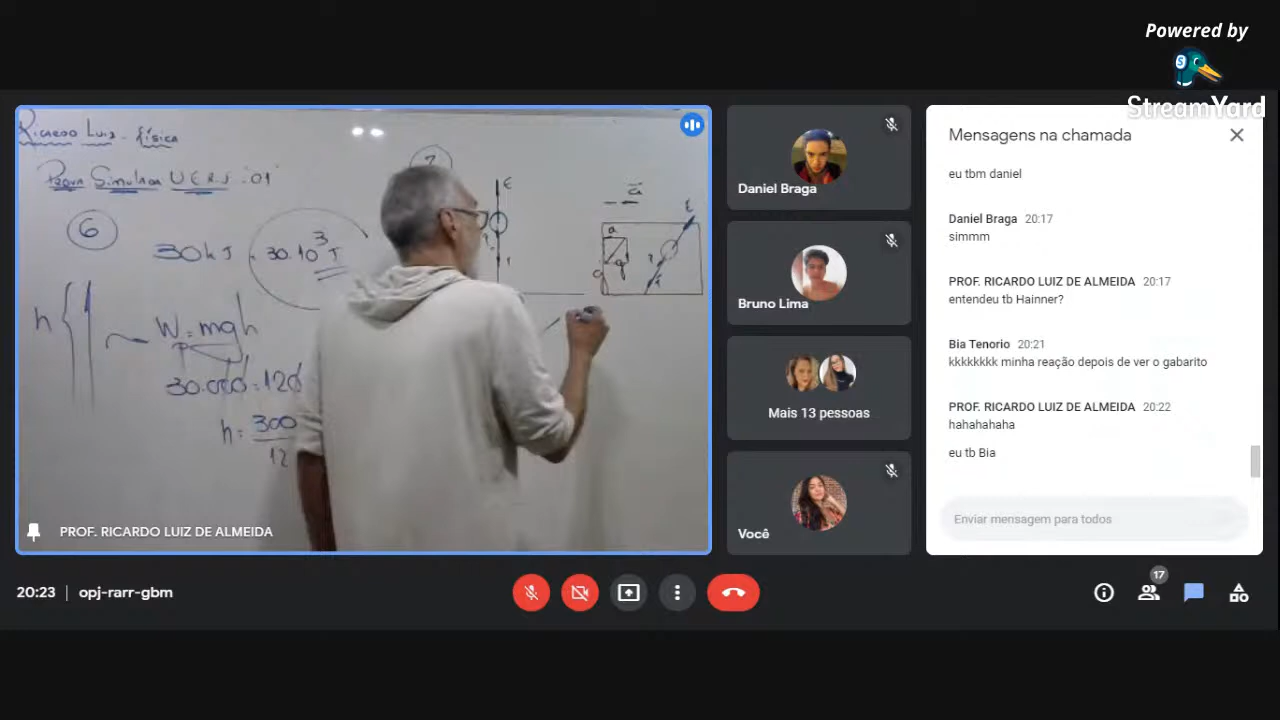 Powered by
StreamYard
RICARDO LUIZ - física
Prova Simulada U E R J - 01
6
30kJ = 30.10³ J
h
W = mgh
30.000 = 120
h = 300
12
7
E
a
a
E
PROF. RICARDO LUIZ DE ALMEIDA
Daniel Braga
Bruno Lima
Mais 13 pessoas
Você
Mensagens na chamada
eu tbm daniel
Daniel Braga 20:17
simmm
PROF. RICARDO LUIZ DE ALMEIDA 20:17
entendeu tb Hainner?
Bia Tenorio 20:21
kkkkkkkk minha reação depois de ver o gabarito
PROF. RICARDO LUIZ DE ALMEIDA 20:22
hahahahaha
eu tb Bia
Enviar mensagem para todos
20:23 | opj-rarr-gbm
17